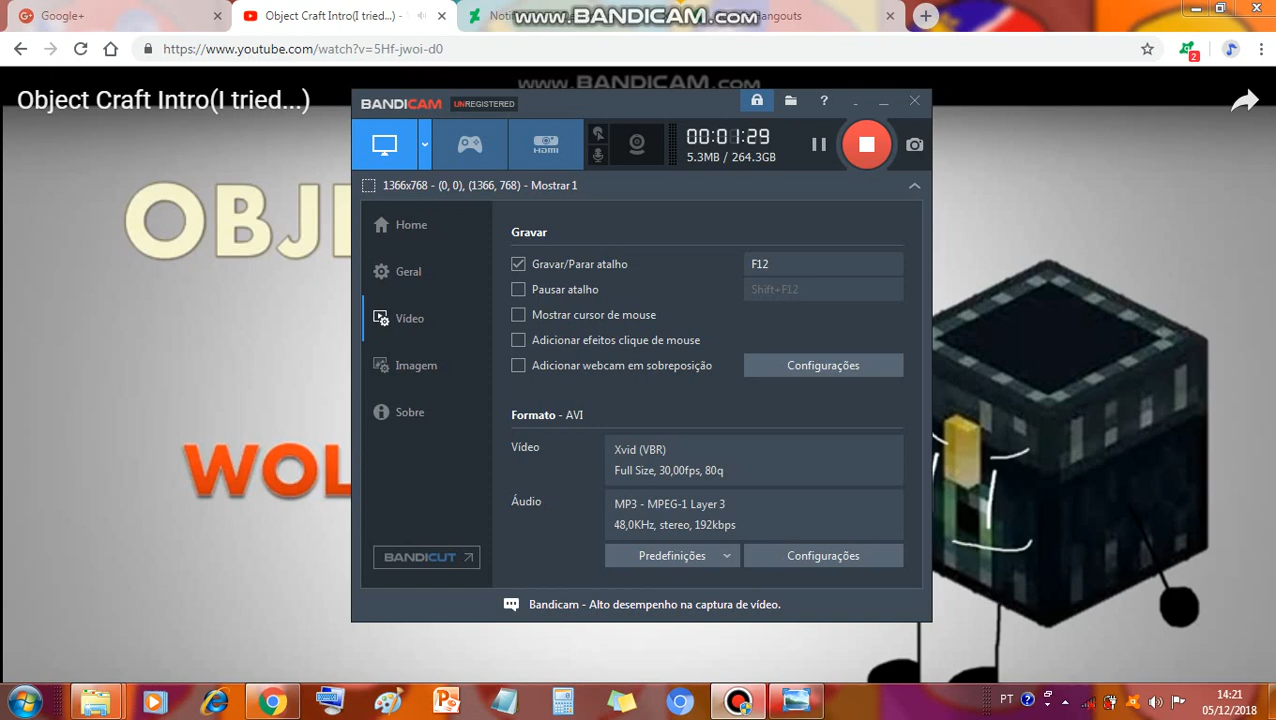 Google+
Object Craft Intro(I tried...) - Y
Notifi
www.BANDICAM.com
Hangouts
https://www.youtube.com/watch?v=5Hf-jwoi-d0
2
www.BANDICAM.com
Object Craft Intro(I tried...)
BANDICAM UNREGISTERED
HDMI
00:01:29
5.3MB / 264.3GB
1366x768 - (0, 0), (1366, 768) - Mostrar 1
OBJE
Home
Geral
Vídeo
Imagem
Sobre
BANDICUT
Gravar
Gravar/Parar atalho
F12
Pausar atalho
Shift+F12
Mostrar cursor de mouse
Adicionar efeitos clique de mouse
Adicionar webcam em sobreposição
Configurações
Formato - AVI
Vídeo
Xvid (VBR)
Full Size, 30,00fps, 80q
Áudio
MP3 - MPEG-1 Layer 3
48,0KHz, stereo, 192kbps
Predefinições
Configurações
WOL
Bandicam - Alto desempenho na captura de vídeo.
PT
14:21
05/12/2018